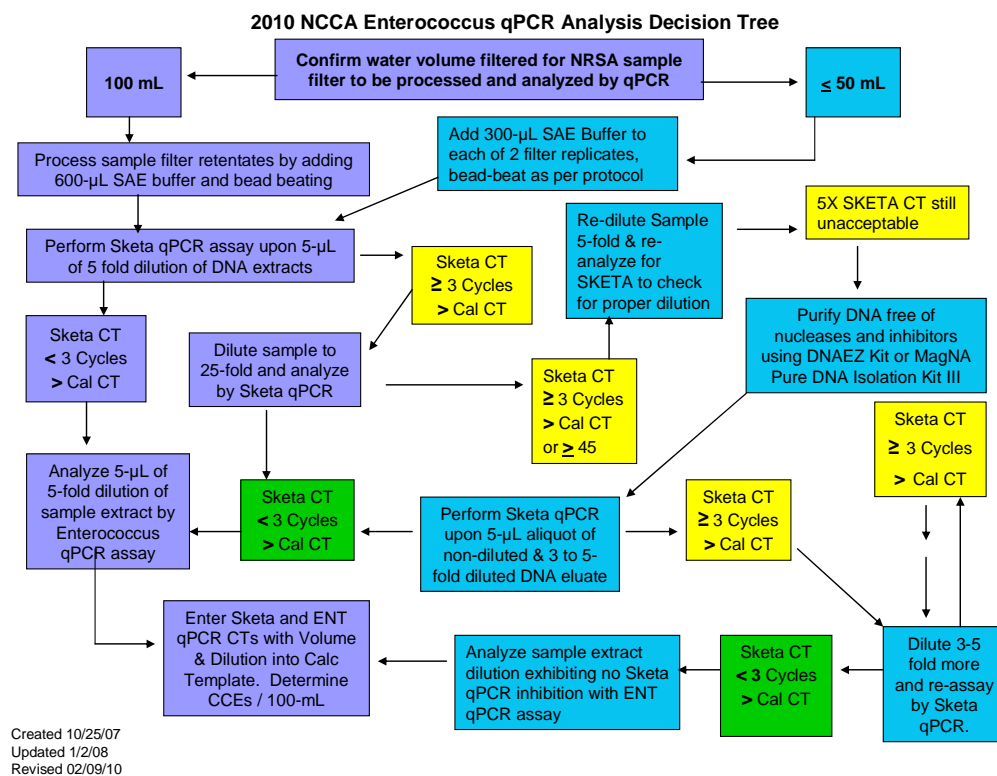 2010 NCCA Enterococcus qPCR Analysis Decision Tree
Confirm water volume filtered for NRSA sample
filter to be processed and analyzed by qPCR
100 mL
≤ 50 mL
Add 300-µL SAE Buffer to
each of 2 filter replicates,
bead-beat as per protocol
Process sample filter retentates by adding
600-µL SAE buffer and bead beating
5X SKETA CT still
unacceptable
Re-dilute Sample
5-fold & re-
analyze for
SKETA to check
for proper dilution
Perform Sketa qPCR assay upon 5-µL
of 5 fold dilution of DNA extracts
Sketa CT
≥ 3 Cycles
> Cal CT
Purify DNA free of
nucleases and inhibitors
using DNAEZ Kit or MagNA
Pure DNA Isolation Kit III
Sketa CT
< 3 Cycles
> Cal CT
Dilute sample to
25-fold and analyze
by Sketa qPCR
Sketa CT
≥ 3 Cycles
> Cal CT
or ≥ 45
Sketa CT
≥ 3 Cycles
> Cal CT
Analyze 5-µL of
5-fold dilution of
sample extract by
Enterococcus
qPCR assay
Sketa CT
< 3 Cycles
> Cal CT
Perform Sketa qPCR
upon 5-µL aliquot of
non-diluted & 3 to 5-
fold diluted DNA eluate
Sketa CT
≥ 3 Cycles
> Cal CT
Enter Sketa and ENT
qPCR CTs with Volume
& Dilution into Calc
Template. Determine
CCEs / 100-mL
Analyze sample extract
dilution exhibiting no Sketa
qPCR inhibition with ENT
qPCR assay
Sketa CT
< 3 Cycles
> Cal CT
Dilute 3-5
fold more
and re-assay
by Sketa
qPCR.
Created 10/25/07
Updated 1/2/08
Revised 02/09/10